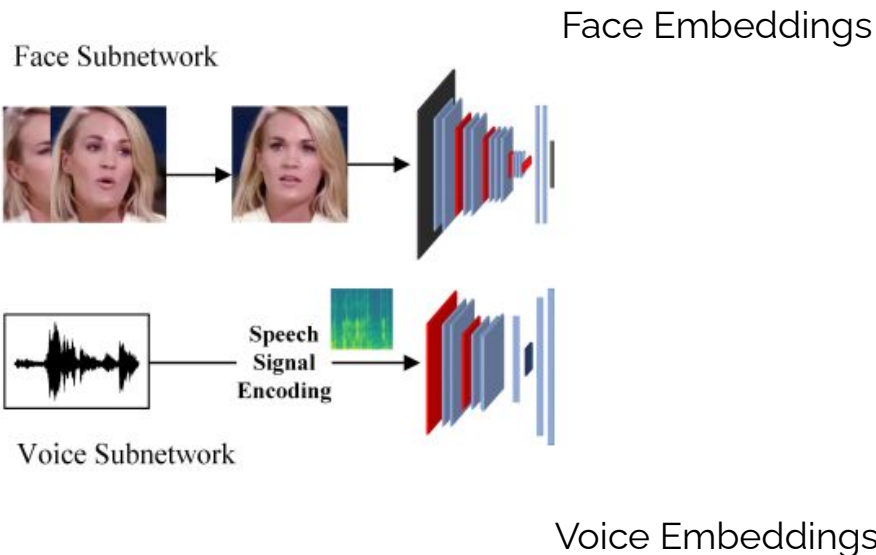 Face Embeddings
Face Subnetwork
Speech
Signal
Encoding
Voice Subnetwork
Voice Embeddings